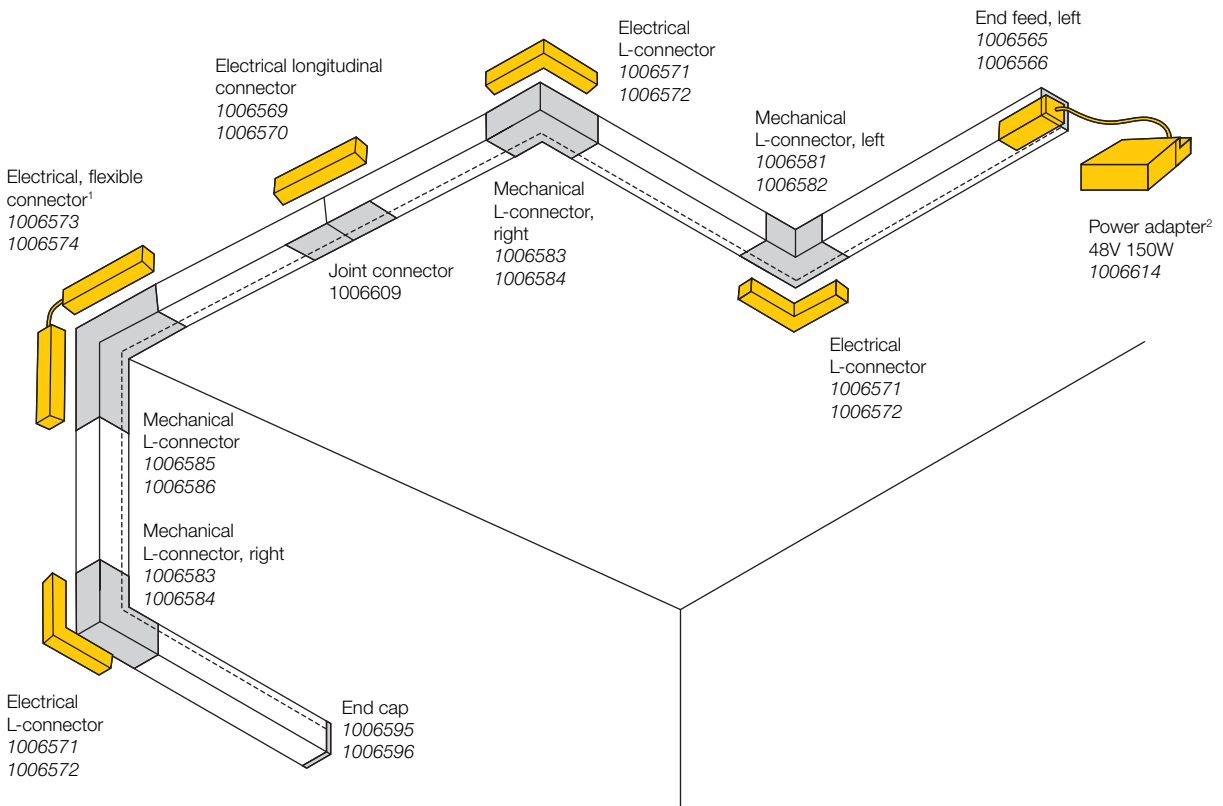 End feed, left
1006565
1006566
Electrical
L-connector
1006571
1006572
Electrical longitudinal
connector
1006569
1006570
Mechanical
L-connector, left
1006581
1006582
Electrical, flexible
connector¹
1006573
1006574
Mechanical
L-connector,
right
1006583
1006584
Power adapter²
48V 150W
1006614
Joint connector
1006609
Electrical
L-connector
1006571
1006572
Mechanical
L-connector
1006585
1006586
Mechanical
L-connector, right
1006583
1006584
Electrical
L-connector
1006571
1006572
End cap
1006595
1006596